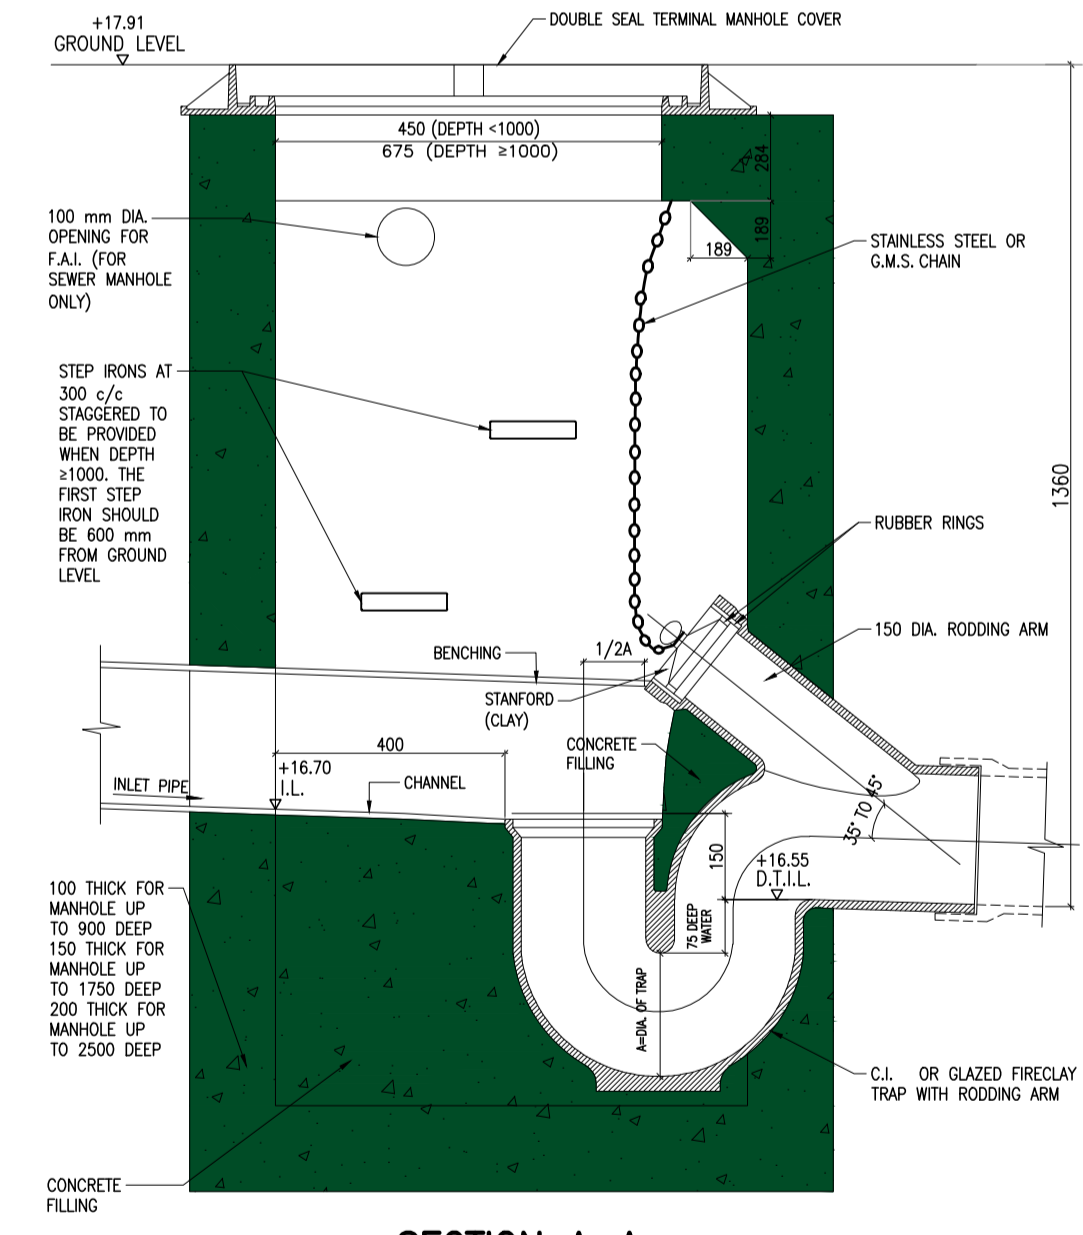 +17.91
GROUND LEVEL
DOUBLE SEAL TERMINAL MANHOLE COVER
450 (DEPTH <1000)
675 (DEPTH ≥1000)
284
189
189
100 mm DIA.
OPENING FOR
F.A.I. (FOR
SEWER MANHOLE
ONLY)
STAINLESS STEEL OR
G.M.S. CHAIN
STEP IRONS AT
300 c/c
STAGGERED TO
BE PROVIDED
WHEN DEPTH
≥1000. THE
FIRST STEP
IRON SHOULD
BE 600 mm
FROM GROUND
LEVEL
1360
RUBBER RINGS
150 DIA. RODDING ARM
BENCHING
1/2A
STANFORD
(CLAY)
400
CONCRETE
FILLING
+16.70
I.L.
INLET PIPE
CHANNEL
35° TO 45°
150
+16.55
D.T.I.L.
75 DEEP
WATER
A=DIA. OF TRAP
100 THICK FOR
MANHOLE UP
TO 900 DEEP
150 THICK FOR
MANHOLE UP
TO 1750 DEEP
200 THICK FOR
MANHOLE UP
TO 2500 DEEP
C.I. OR GLAZED FIRECLAY
TRAP WITH RODDING ARM
CONCRETE
FILLING
SECTION A-A